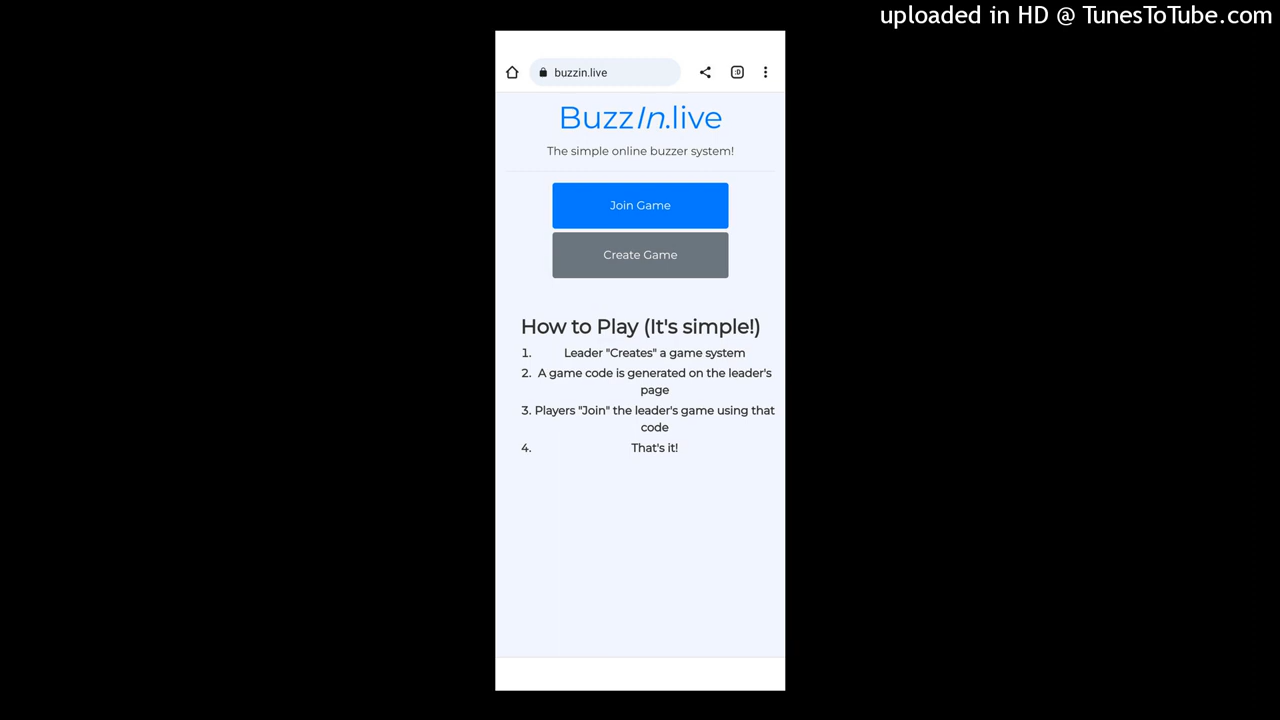 uploaded in HD @ TunesToTube.com
buzzin.live
:D
BuzzIn.live
The simple online buzzer system!
Join Game
Create Game
How to Play (It's simple!)
1. Leader "Creates" a game system
2. A game code is generated on the leader's
page
3. Players "Join" the leader's game using that
code
4. That's it!